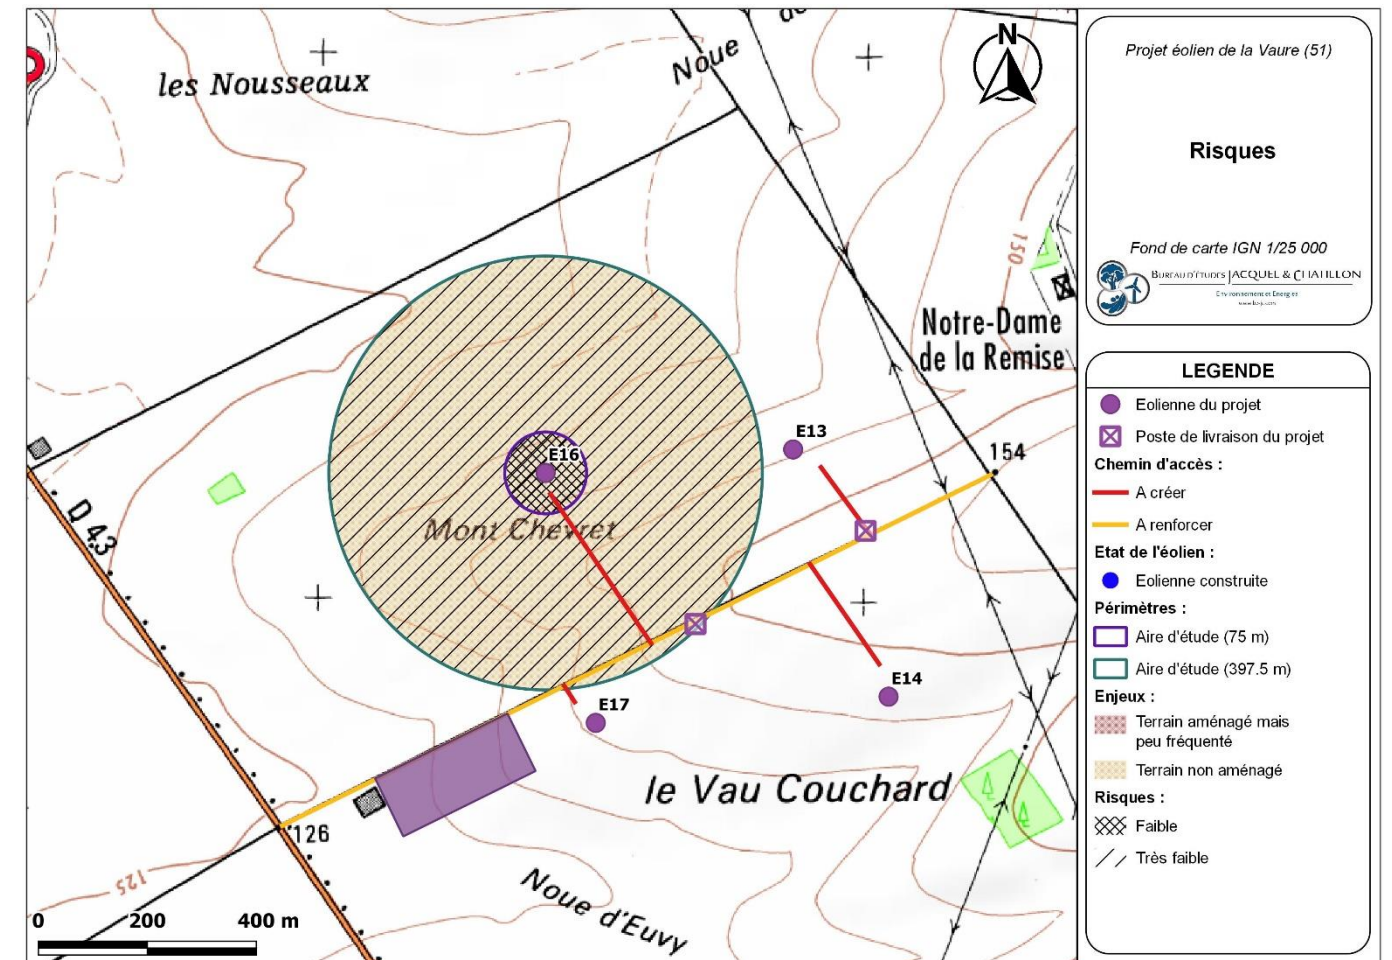 les Nousseaux
Noue
de
N
150
Notre-Dame
de la Remise
E13
E16
154
Mont Chevret
D 43
E14
E17
le Vau Couchard
126
125
Noue d'Euvy
0 200 400 m
Projet éolien de la Vaure (51)
Risques
Fond de carte IGN 1/25 000
BUREAU D'ÉTUDES JACQUEL & CHATILLON
Environnement et Energies
LEGENDE
Eolienne du projet
Poste de livraison du projet
Chemin d'accès :
A créer
A renforcer
Etat de l'éolien :
Eolienne construite
Périmètres :
Aire d'étude (75 m)
Aire d'étude (397.5 m)
Enjeux :
Terrain aménagé mais
peu fréquenté
Terrain non aménagé
Risques :
Faible
Très faible